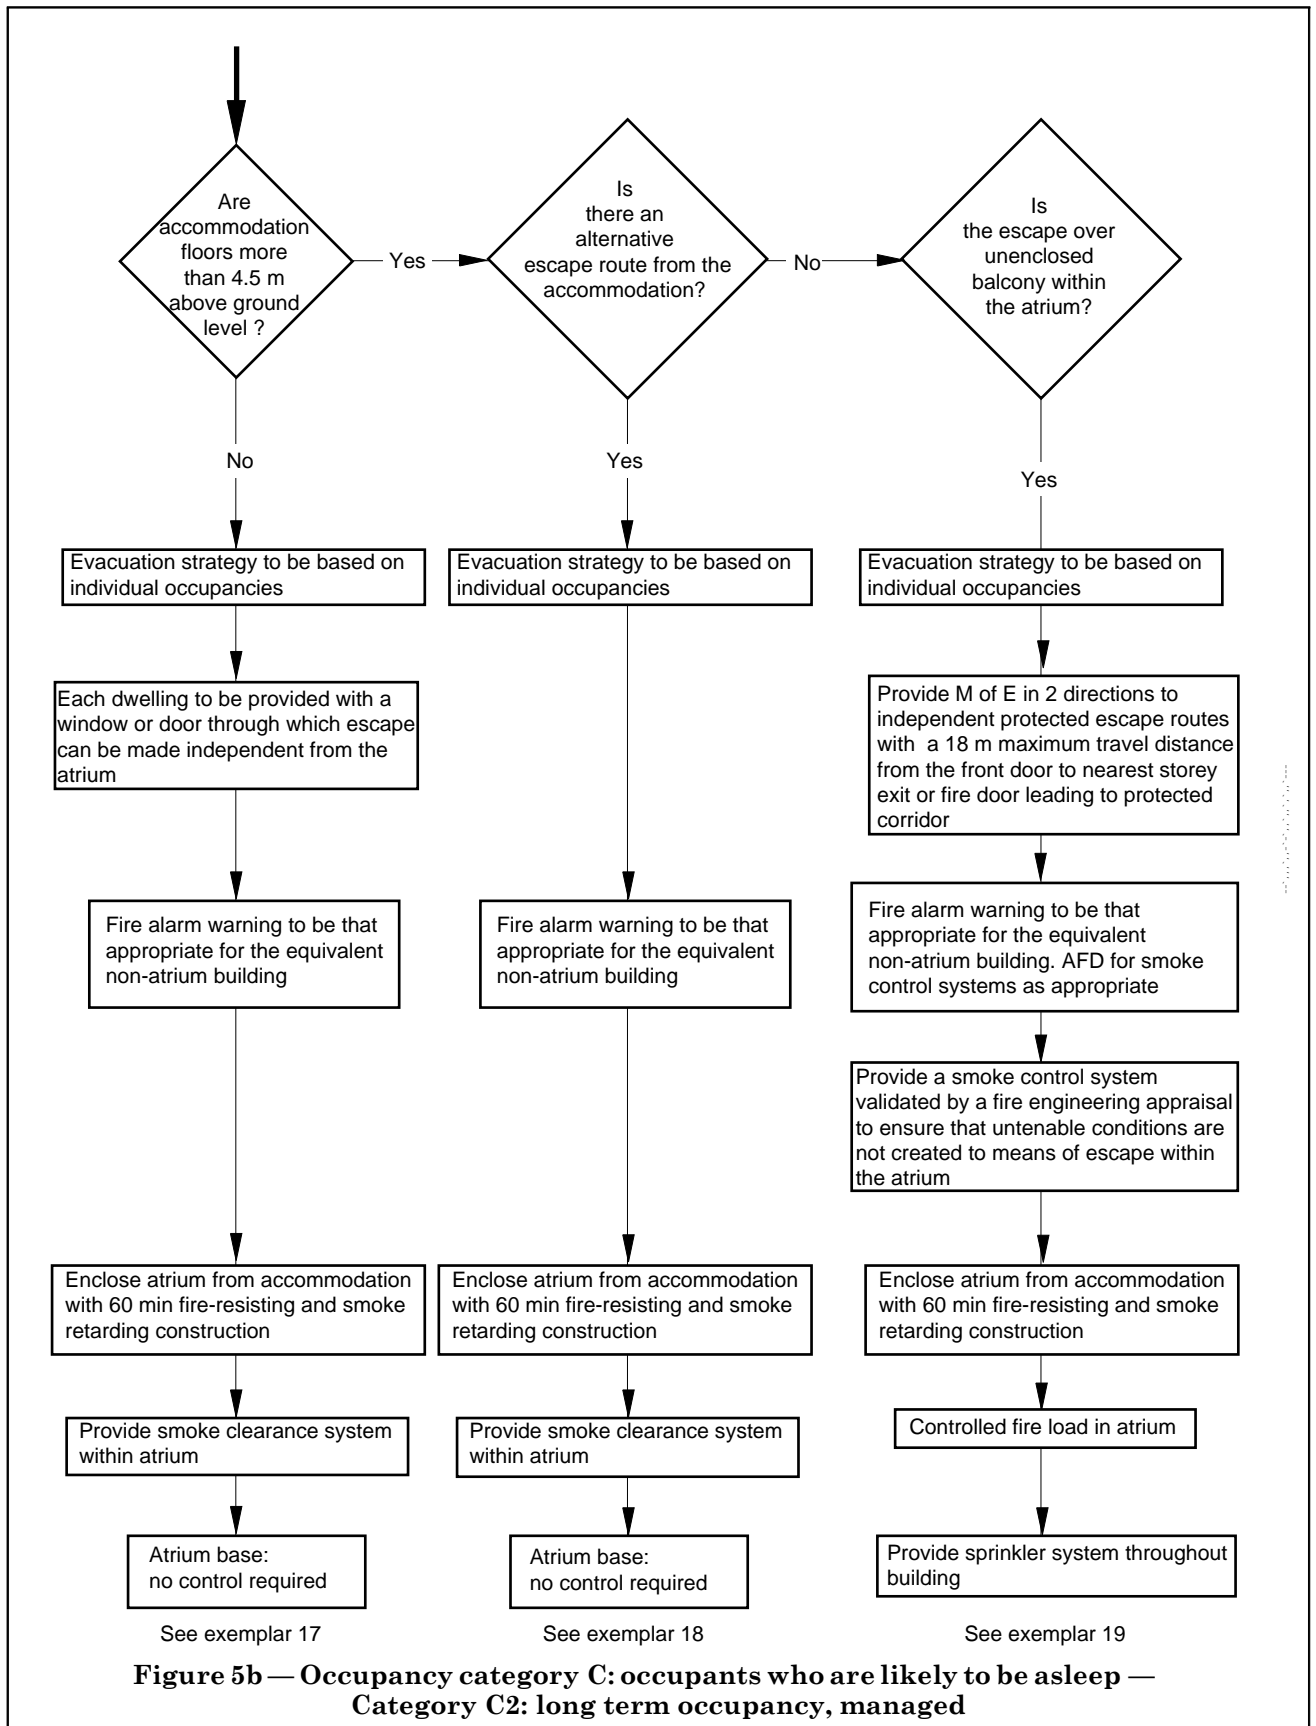 Are
accommodation
floors more
than 4.5 m
above ground
level ?
Yes
No
Is
there an
alternative
escape route from the
accommodation?
No
Yes
Is
the escape over
unenclosed
balcony within
the atrium?
Yes
Evacuation strategy to be based on
individual occupancies
Each dwelling to be provided with a
window or door through which escape
can be made independent from the
atrium
Fire alarm warning to be that
appropriate for the equivalent
non-atrium building
Enclose atrium from accommodation
with 60 min fire-resisting and smoke
retarding construction
Provide smoke clearance system
within atrium
Atrium base:
no control required
See exemplar 17
Evacuation strategy to be based on
individual occupancies
Fire alarm warning to be that
appropriate for the equivalent
non-atrium building
Enclose atrium from accommodation
with 60 min fire-resisting and smoke
retarding construction
Provide smoke clearance system
within atrium
Atrium base:
no control required
See exemplar 18
Evacuation strategy to be based on
individual occupancies
Provide M of E in 2 directions to
independent protected escape routes
with a 18 m maximum travel distance
from the front door to nearest storey
exit or fire door leading to protected
corridor
Fire alarm warning to be that
appropriate for the equivalent
non-atrium building. AFD for smoke
control systems as appropriate
Provide a smoke control system
validated by a fire engineering appraisal
to ensure that untenable conditions are
not created to means of escape within
the atrium
Enclose atrium from accommodation
with 60 min fire-resisting and smoke
retarding construction
Controlled fire load in atrium
Provide sprinkler system throughout
building
See exemplar 19
Figure 5b — Occupancy category C: occupants who are likely to be asleep —
Category C2: long term occupancy, managed